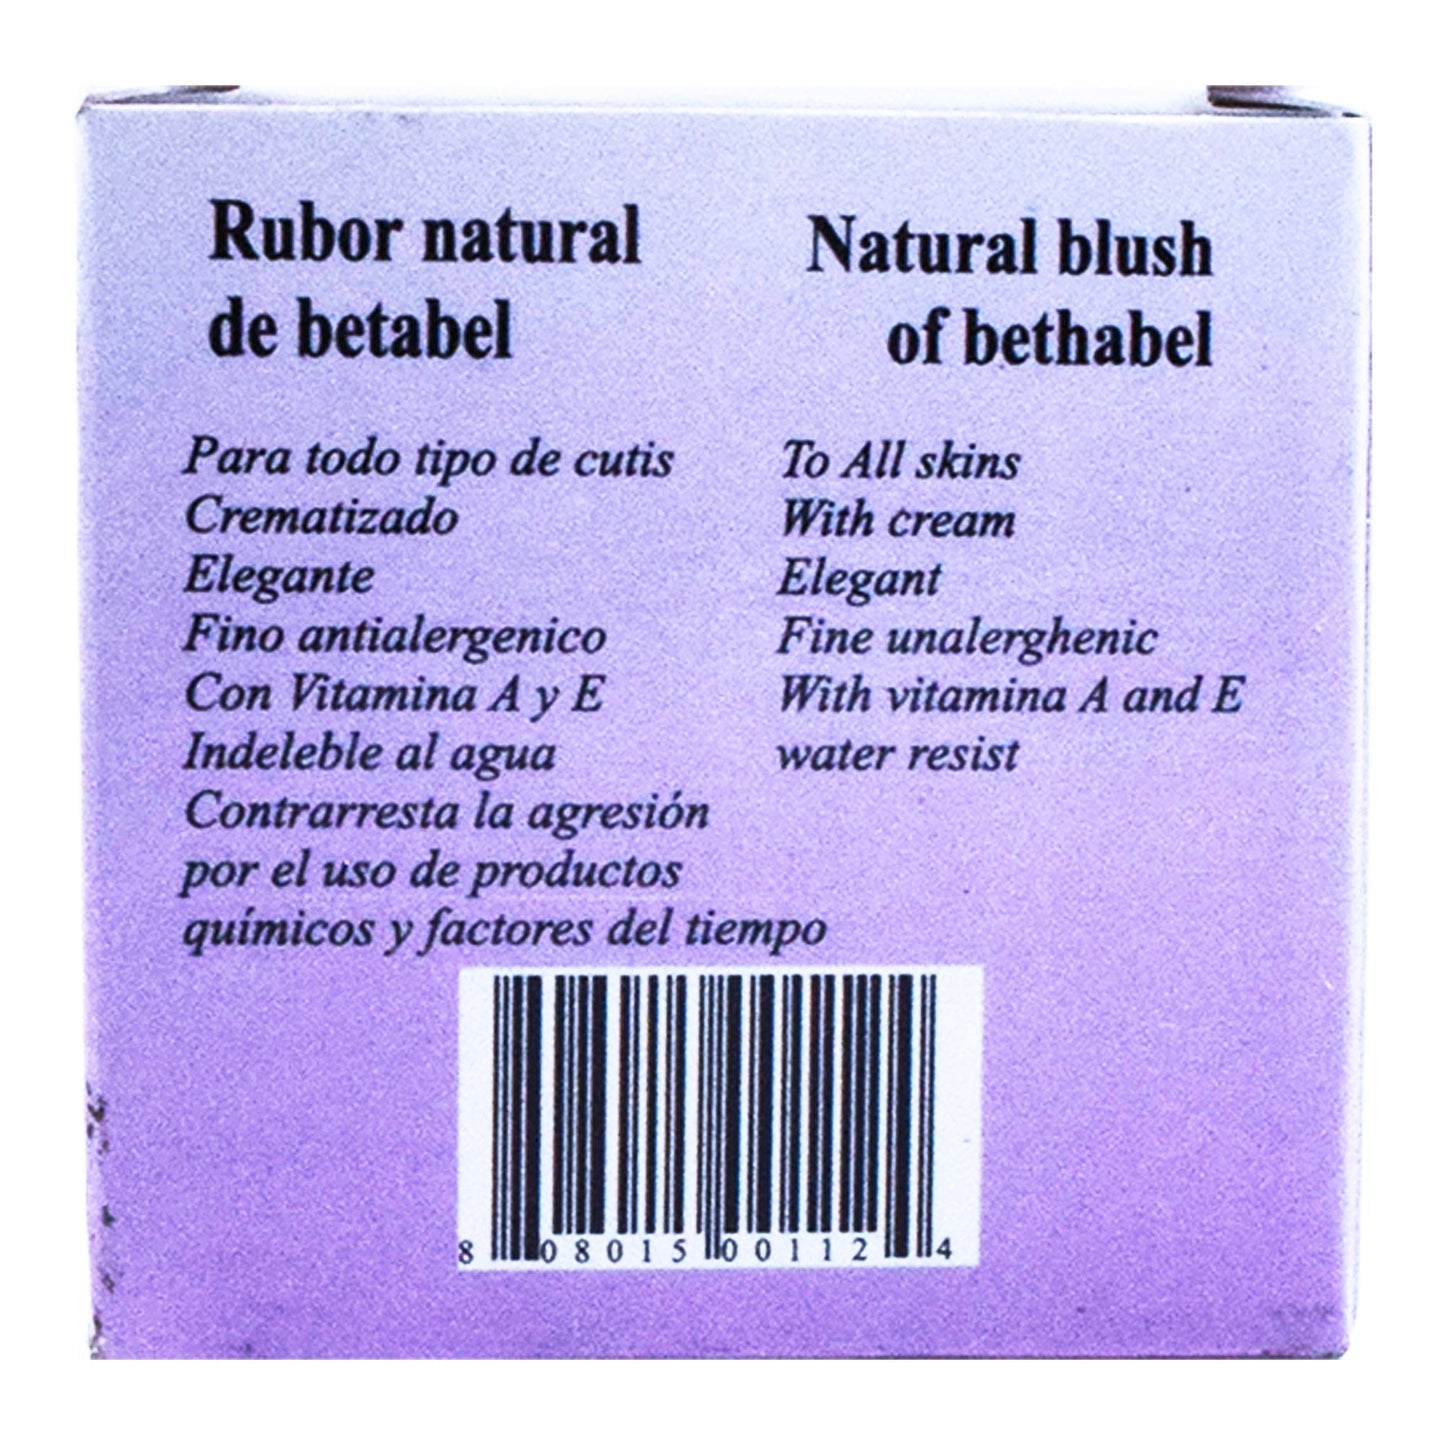 Rubor natural
de betabel
Para todo tipo de cutis
Crematizado
Elegante
Fino antialergenico
Con Vitamina A y E
Indeleble al agua
Contrarresta la agresión
por el uso de productos
químicos y factores del tiempo
Natural blush
of bethabel
To All skins
With cream
Elegant
Fine unalerghenic
With vitamina A and E
water resist
8 08015 00112 4